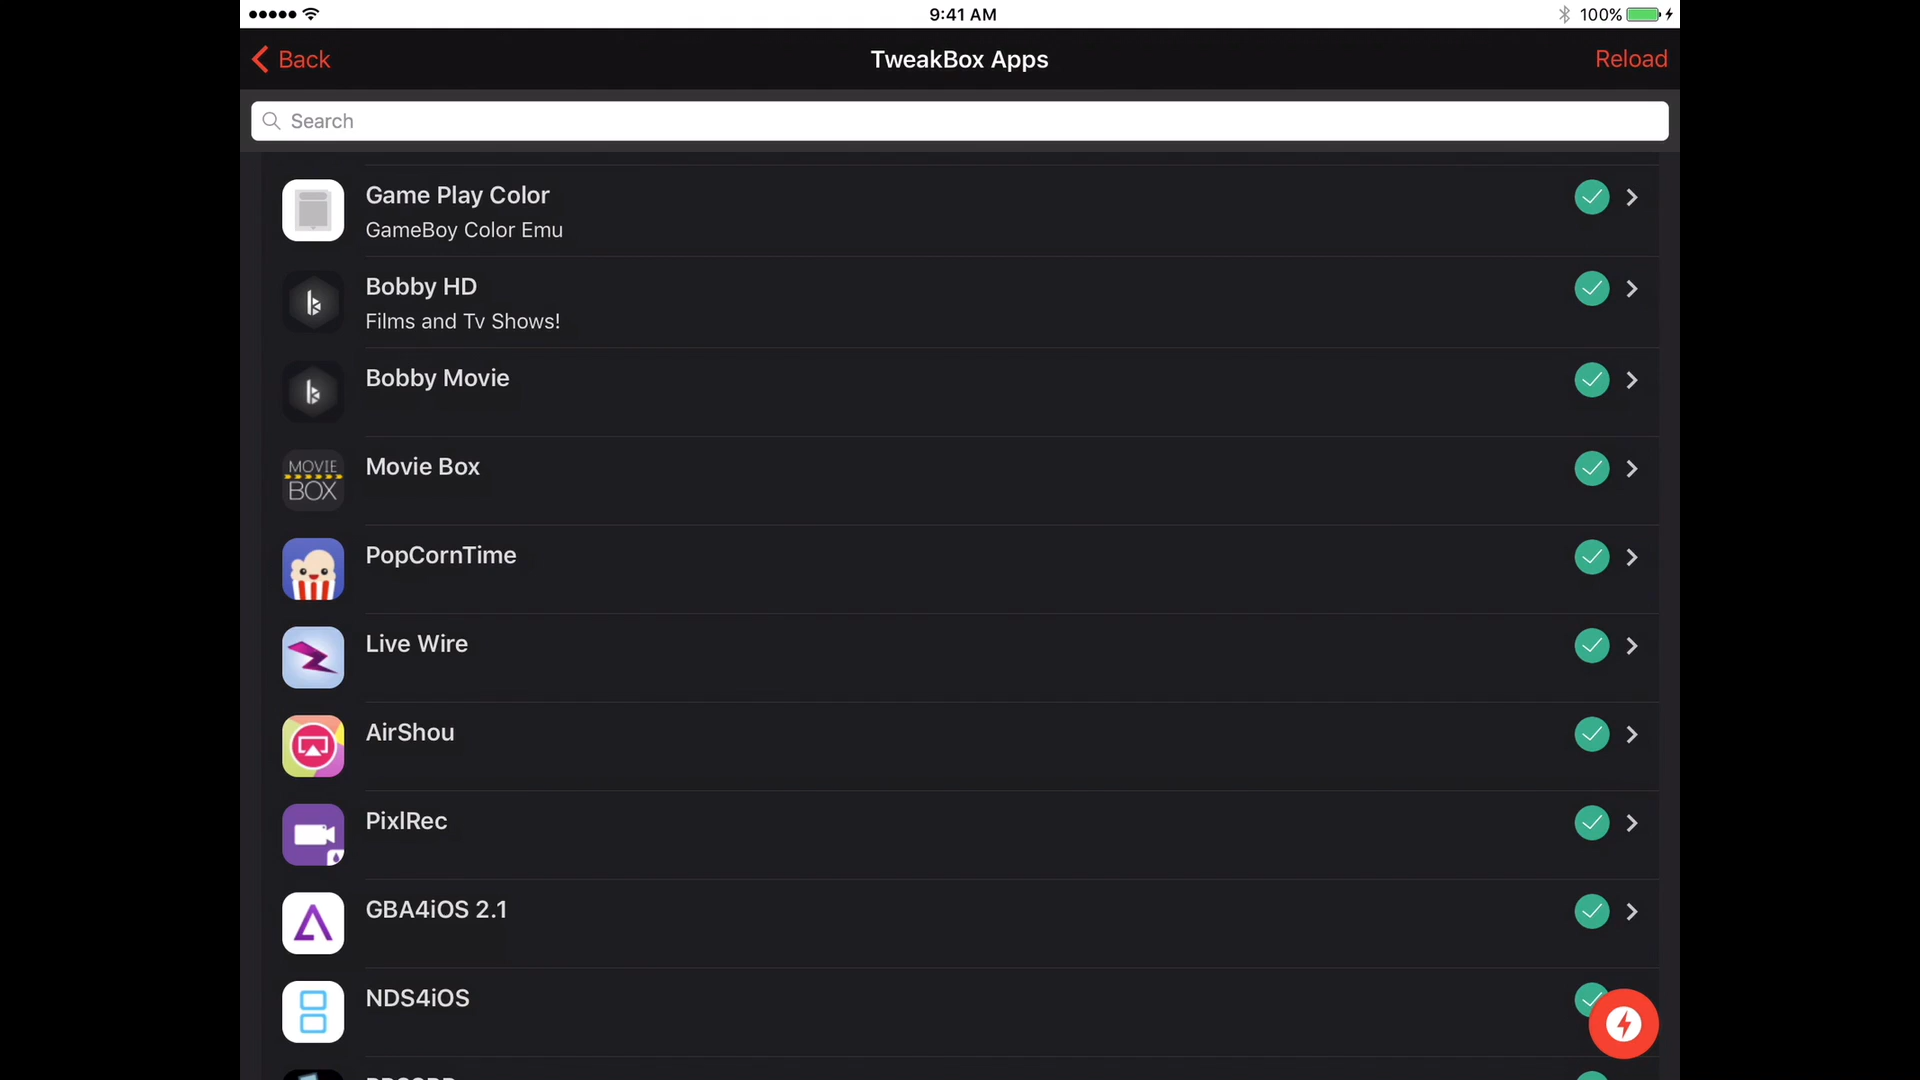 9:41 AM
100%
Back
TweakBox Apps
Reload
Search
Game Play Color
GameBoy Color Emu
Bobby HD
Films and Tv Shows!
Bobby Movie
MOVIE
BOX
Movie Box
PopCornTime
Live Wire
AirShou
PixlRec
GBA4iOS 2.1
NDS4iOS